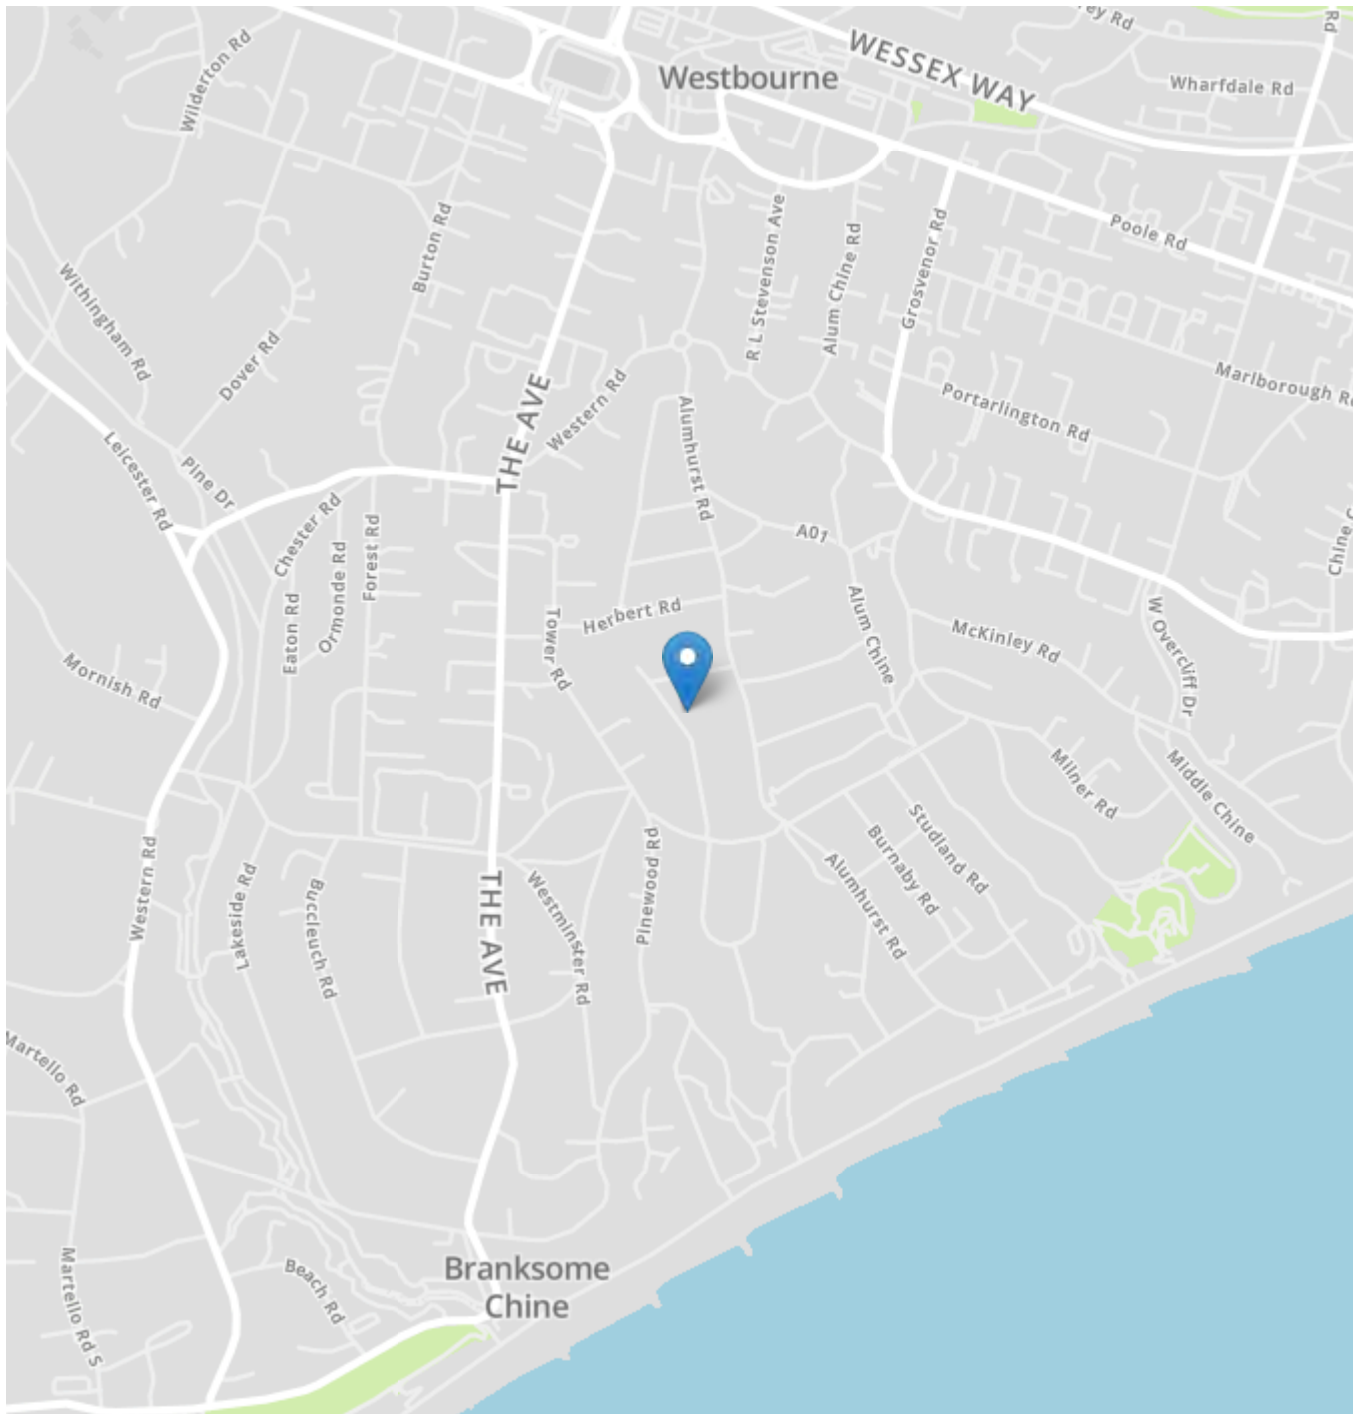 ey Rd
Rd
Wilderton Rd
WESSEX WAY
Westbourne
Wharfdale Rd
Burton Rd
R L Stevenson Ave
Alum Chine Rd
Grosvenor Rd
Poole Rd
Withingham Rd
Dover Rd
THE AVE
Western Rd
Marlborough Rd
Portarlington Rd
Alumhurst Rd
Leicester Rd
Pine Dr
Chester Rd
Forest Rd
A01
Chine
Ormonde Rd
Eaton Rd
Herbert Rd
Tower Rd
Alum Chine
McKinley Rd
W Overcliff Dr
Mornish Rd
Milner Rd
Middle Chine
Studland Rd
Burnaby Rd
Western Rd
Lakeside Rd
Buccleuch Rd
THE AVE
Westminster Rd
Pinewood Rd
Alumhurst Rd
Martello Rd
Martello Rd S
Beach Rd
Branksome
Chine